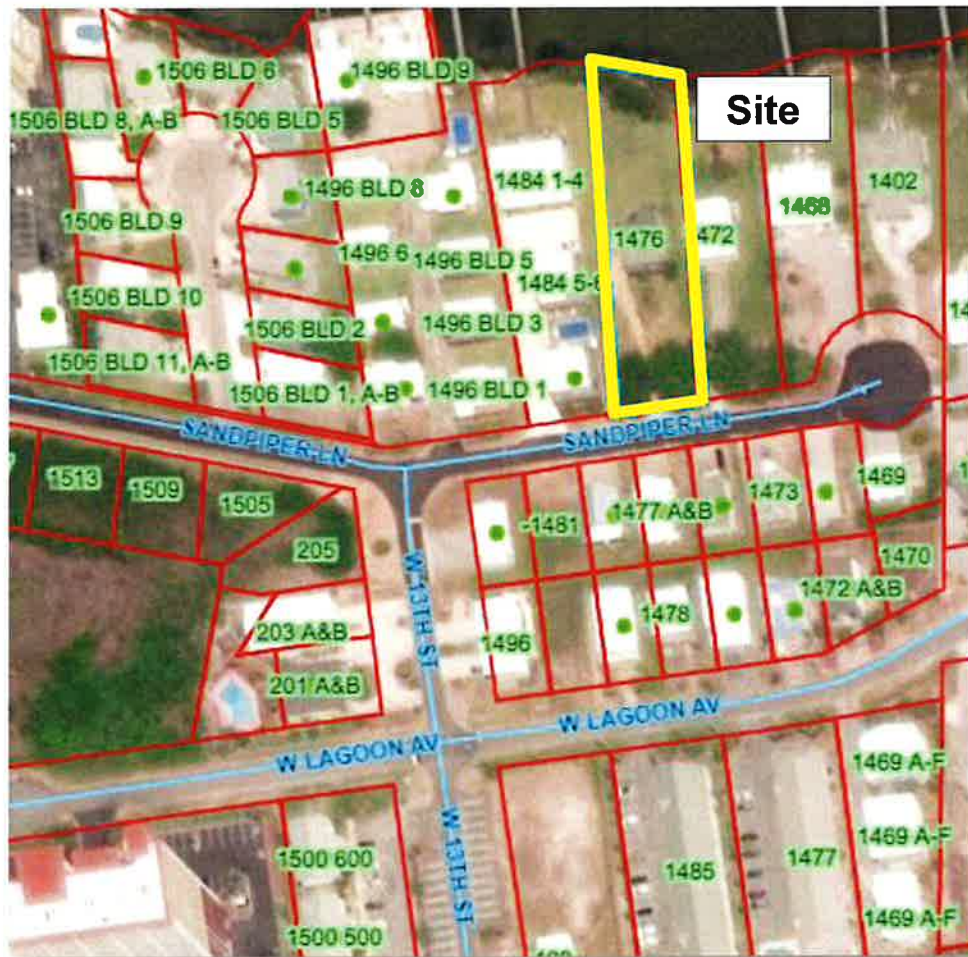 1506 BLD 6
1496 BLD 9
Site
1506 BLD 8, A-B
1506 BLD 5
1484 1-4
1402
1496 BLD 8
1468
1506 BLD 9
1476
472
1496 6
1496 BLD 5
1484 5-8
1506 BLD 10
1506 BLD 2
1496 BLD 3
1506 BLD 11, A-B
1506 BLD 1, A-B
1496 BLD 1
SANDPIPER LN
SANDPIPER LN
1513
1509
1505
1473
1469
1477 A&B
-1481
205
1470
1472 A&B
W 13TH ST
203 A&B
1496
1478
201 A&B
W LAGOON AV
W LAGOON AV
1469 A-F
W 13TH ST
1469 A-F
1500 600
1485
1477
1469 A-F
1500 500